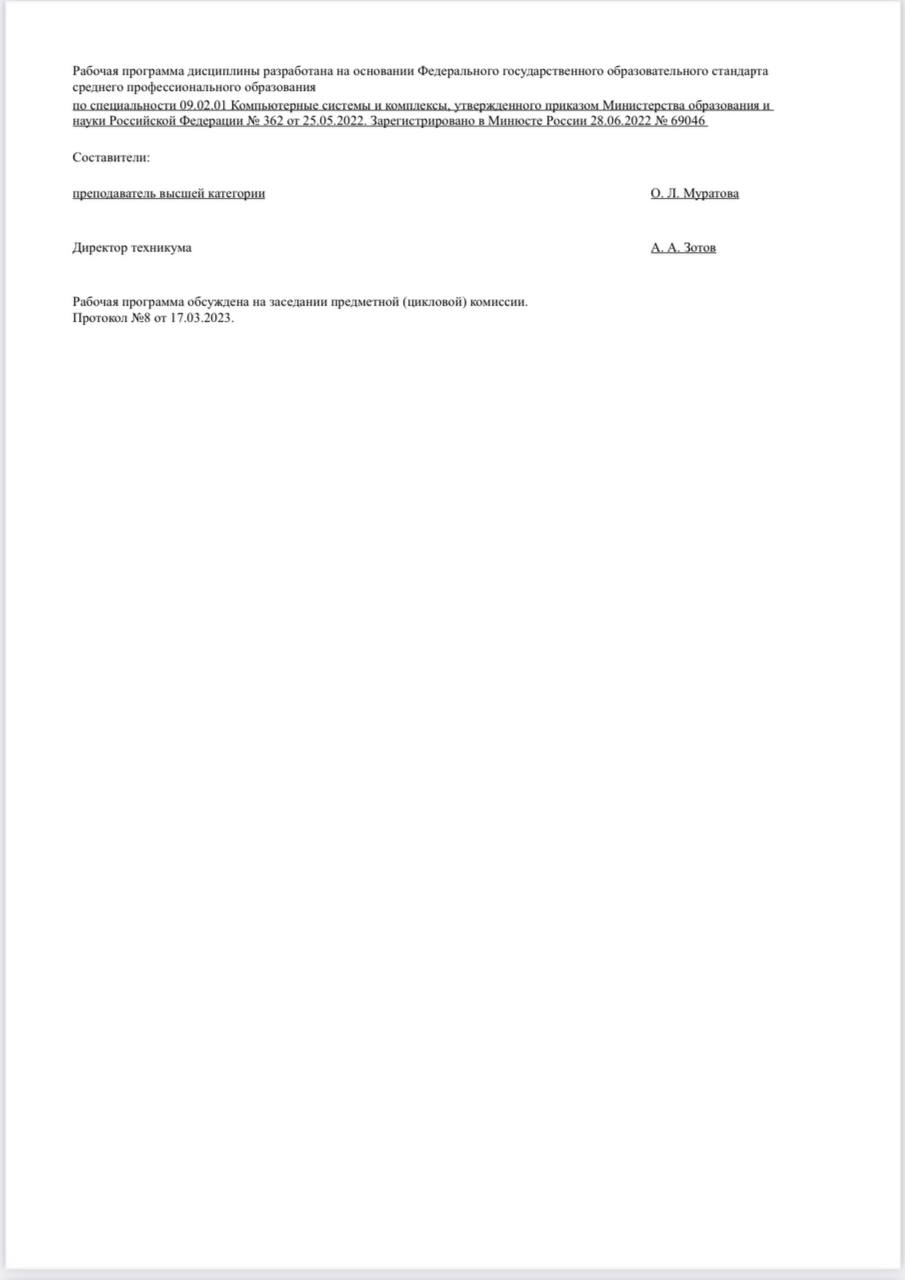 Рабочая программа дисциплины разработана на основании Федерального государственного образовательного стандарта
среднего профессионального образования
по специальности 09.02.01 Компьютерные системы и комплексы, утвержденного приказом Министерства образования и
науки Российской Федерации № 362 от 25.05.2022. Зарегистрировано в Минюсте России 28.06.2022 № 69046
Составители:
преподаватель высшей категории О. Л. Муратова
Директор техникума А. А. Зотов
Рабочая программа обсуждена на заседании предметной (цикловой) комиссии.
Протокол №8 от 17.03.2023.